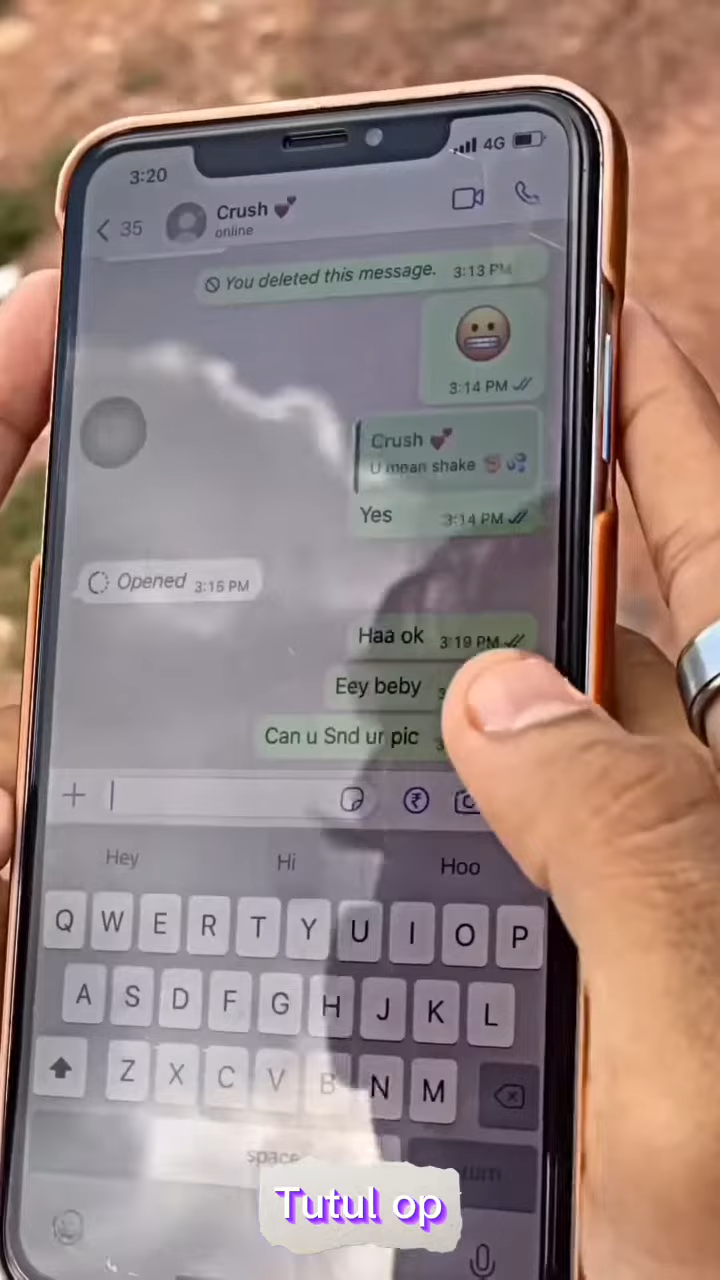 3:20
4G
35
Crush 💕
online
You deleted this message. 3:13 PM
😬
3:14 PM
Crush 💕
U mean shake
Yes 3:14 PM
Opened 3:15 PM
Haa ok 3:19 PM
Eey beby
Can u Snd ur pic
₹
Hey Hi Hoo
Q W E R T Y U I O P
A S D F G H J K L
Z X C V B N M
space
Tutul op